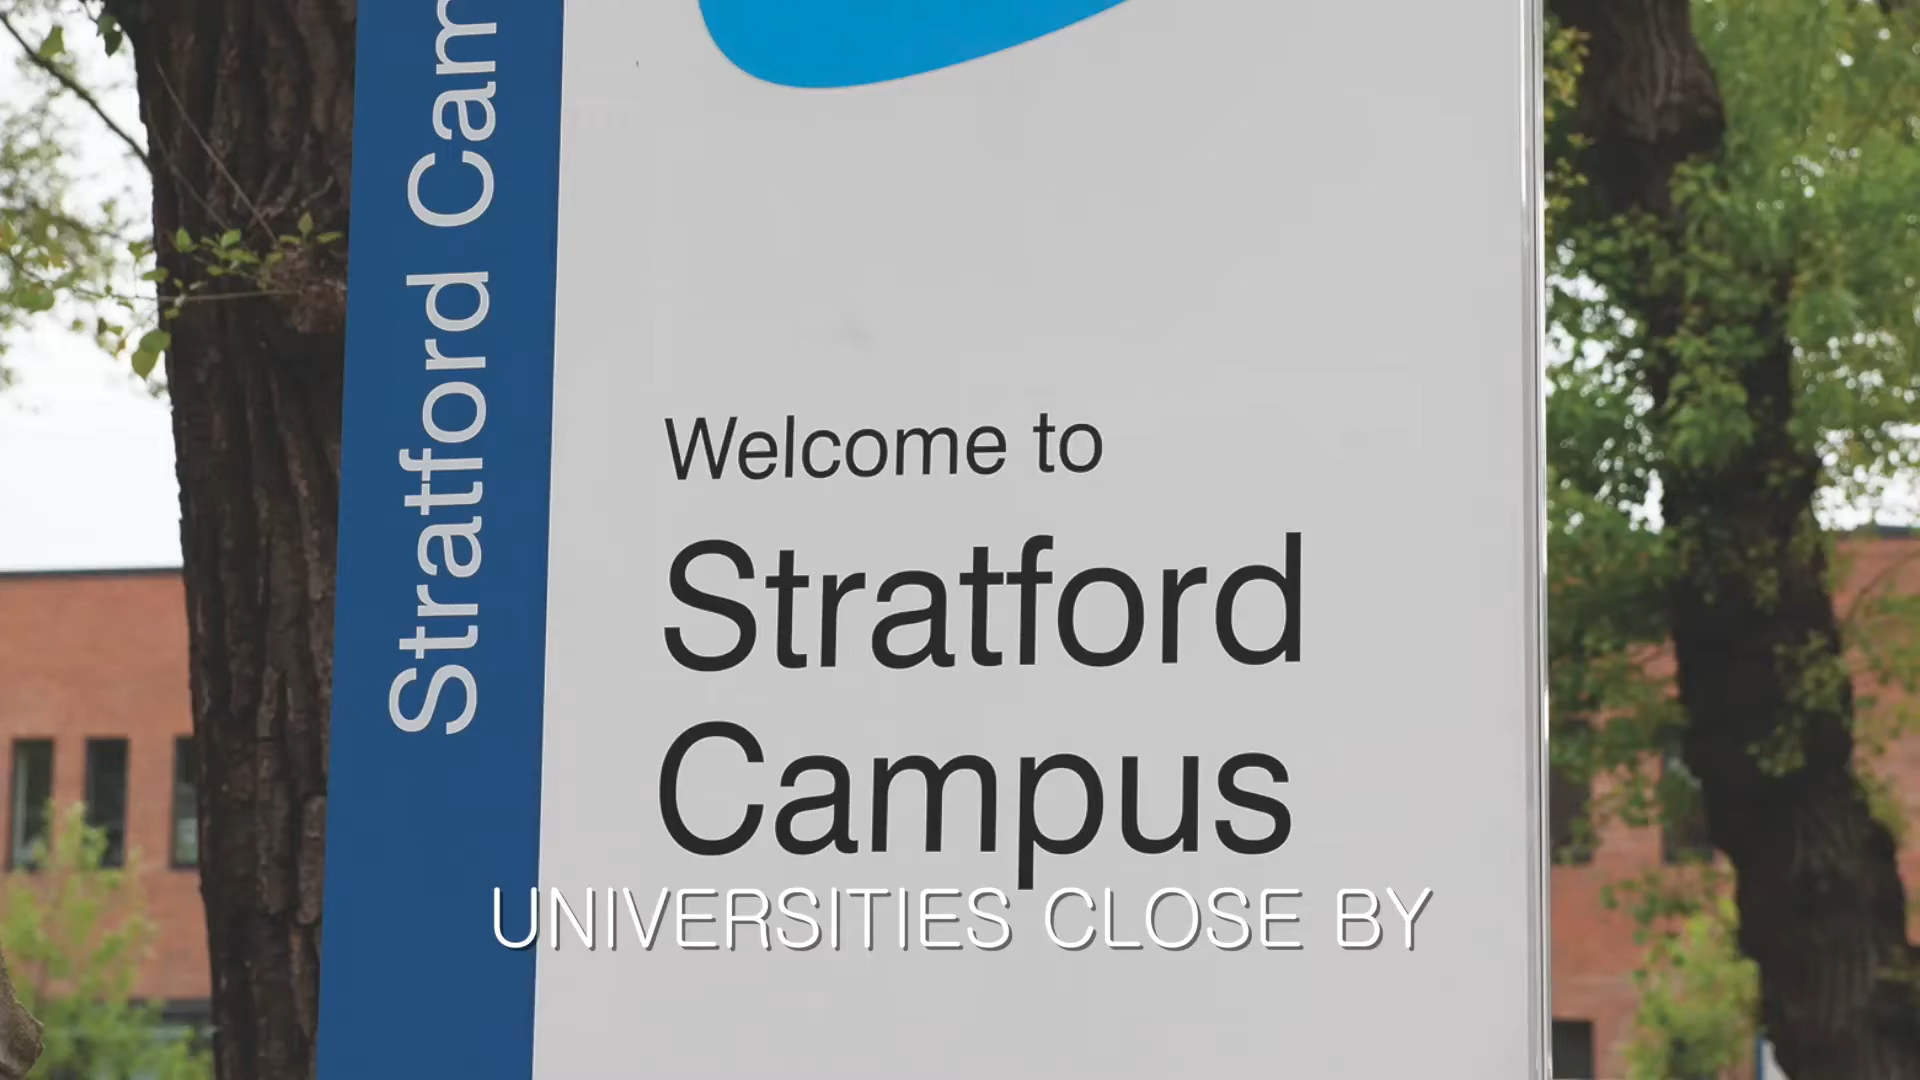 Stratford Cam
Welcome to
Stratford
Campus
UNIVERSITIES CLOSE BY